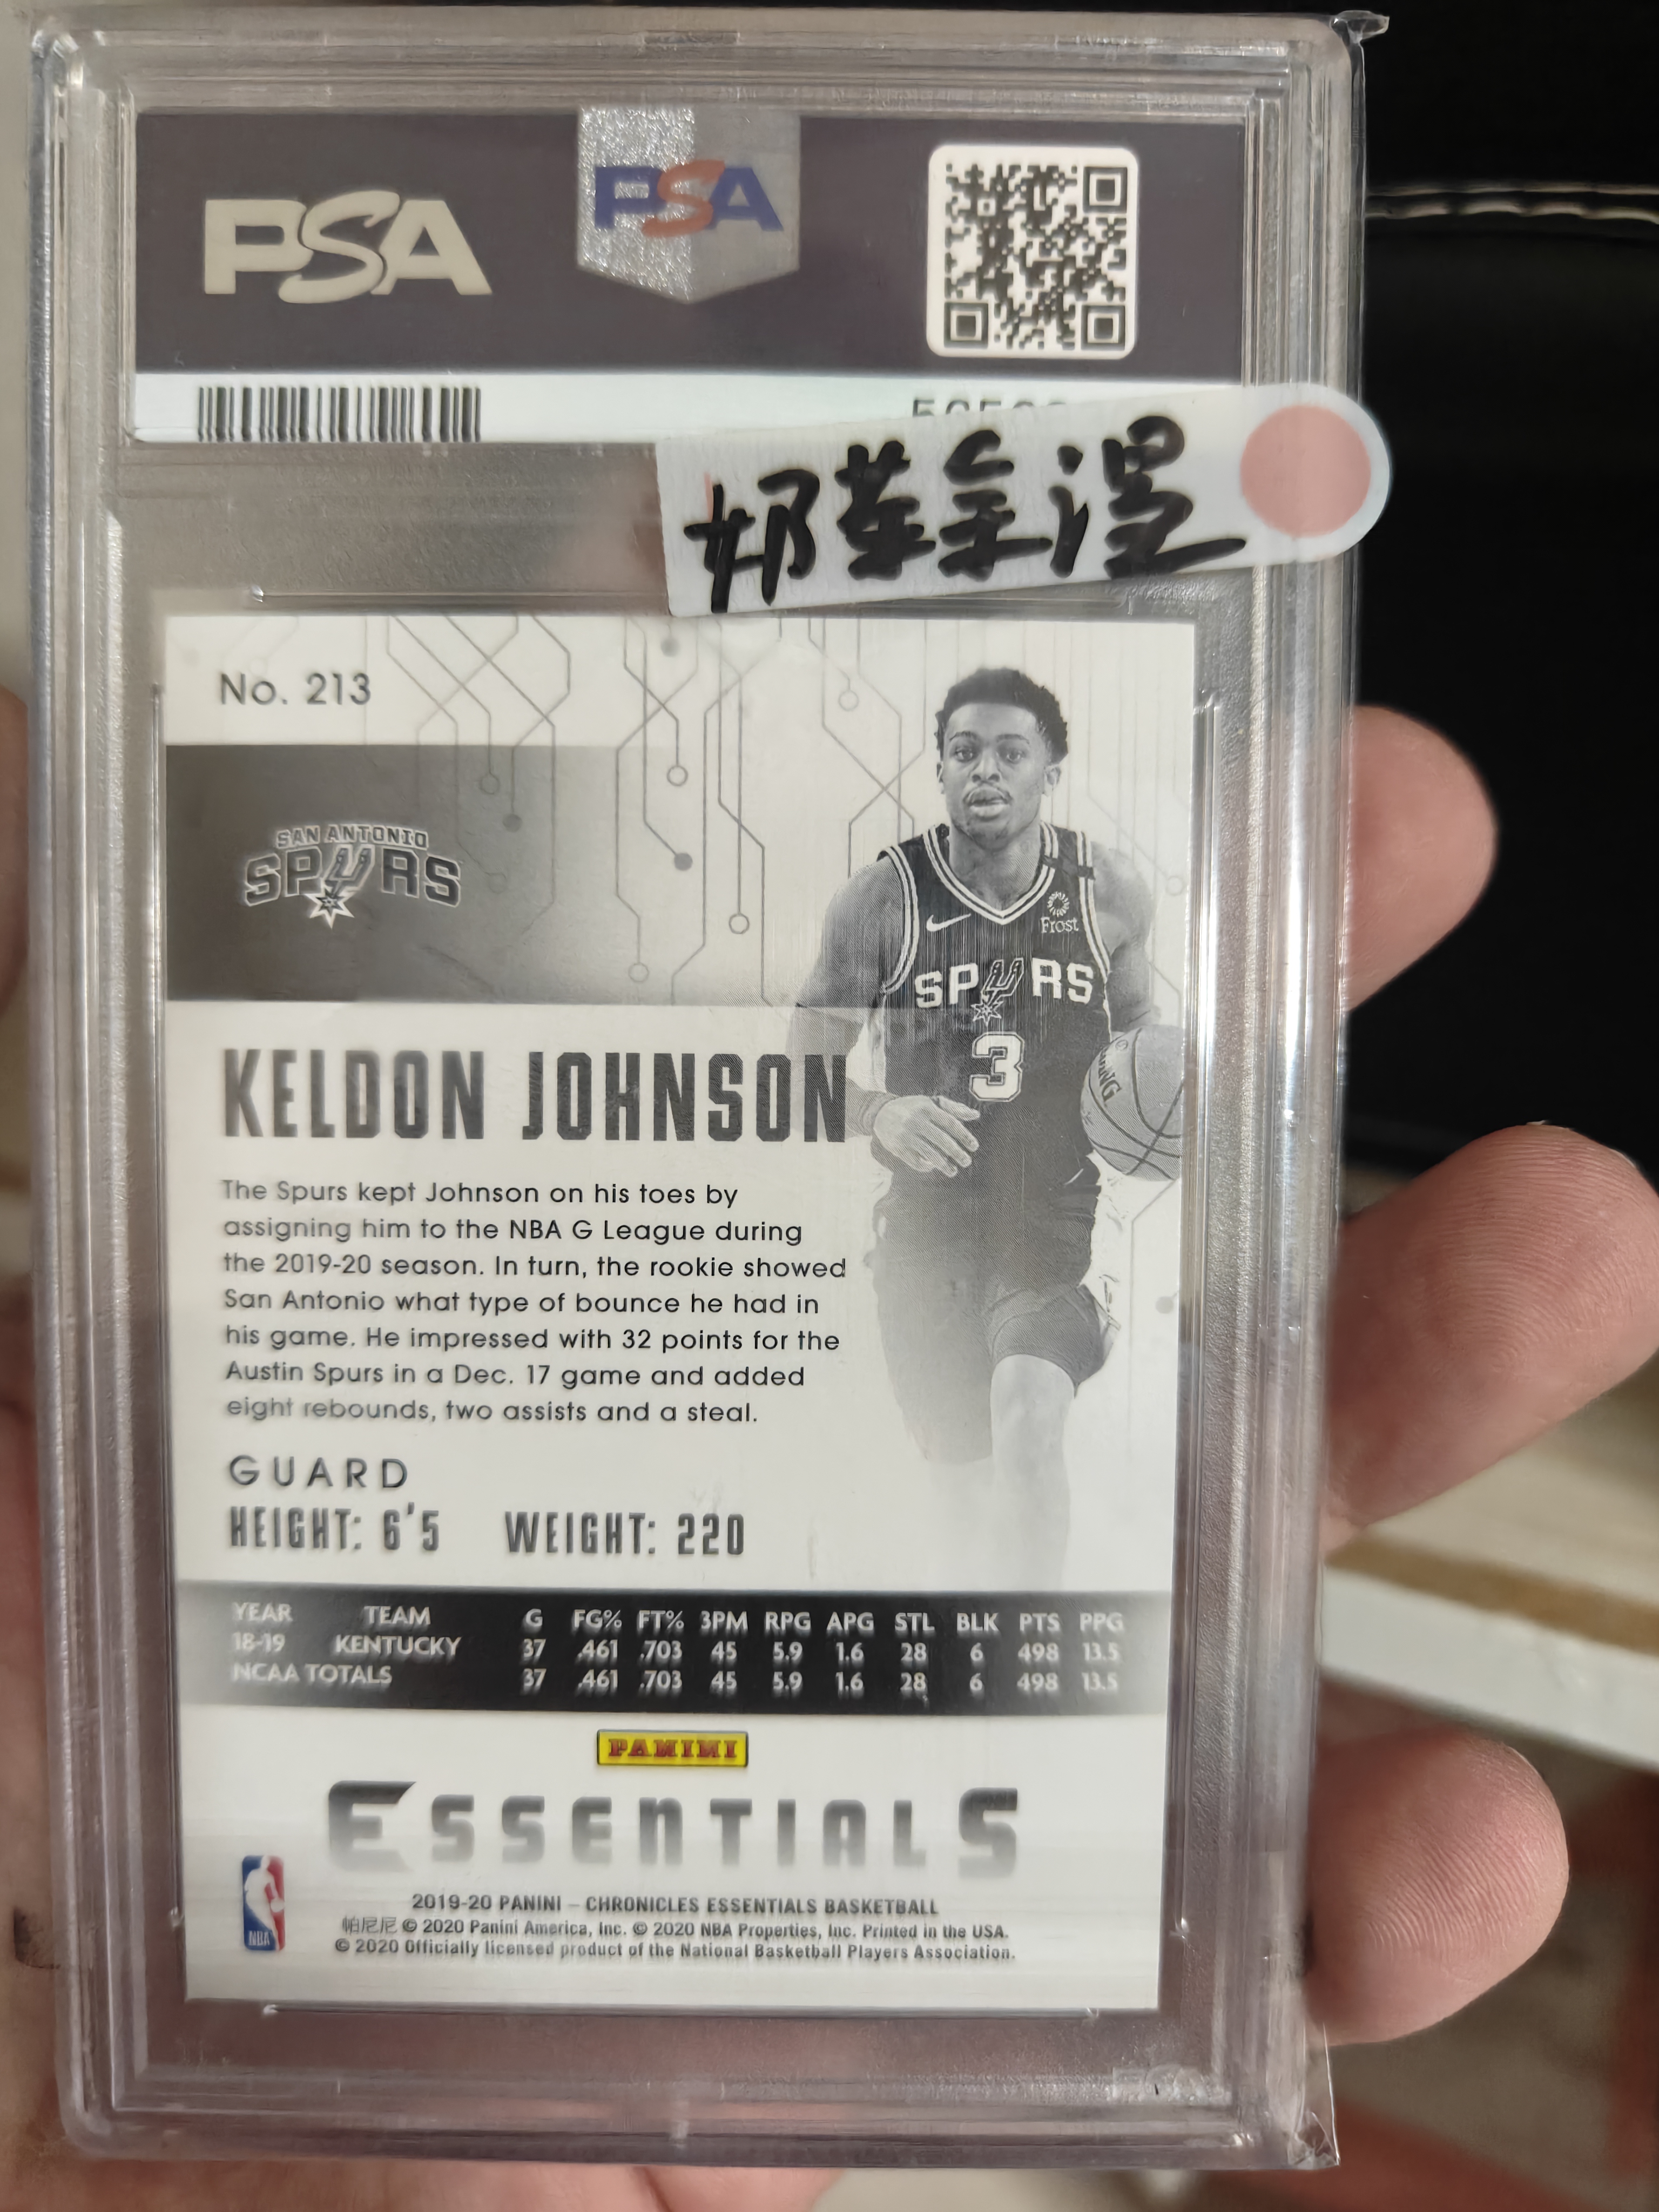 PSA
PSA
No. 213
SAN ANTONIO
SPURS
Frost
SPURS
3
KELDON JOHNSON
The Spurs kept Johnson on his toes by
assigning him to the NBA G League during
the 2019-20 season. In turn, the rookie showed
San Antonio what type of bounce he had in
his game. He impressed with 32 points for the
Austin Spurs in a Dec. 17 game and added
eight rebounds, two assists and a steal.
GUARD
HEIGHT: 6'5 WEIGHT: 220
YEAR TEAM G FG% FT% 3PM RPG APG STL BLK PTS PPG
18-19 KENTUCKY 37 .461 .703 45 5.9 1.6 28 6 498 13.5
NCAA TOTALS 37 .461 .703 45 5.9 1.6 28 6 498 13.5
PANINI
ESSENTIALS
NBA
2019-20 PANINI – CHRONICLES ESSENTIALS BASKETBALL
帕尼尼 © 2020 Panini America, Inc. © 2020 NBA Properties, Inc. Printed in the USA.
© 2020 Officially licensed product of the National Basketball Players Association.